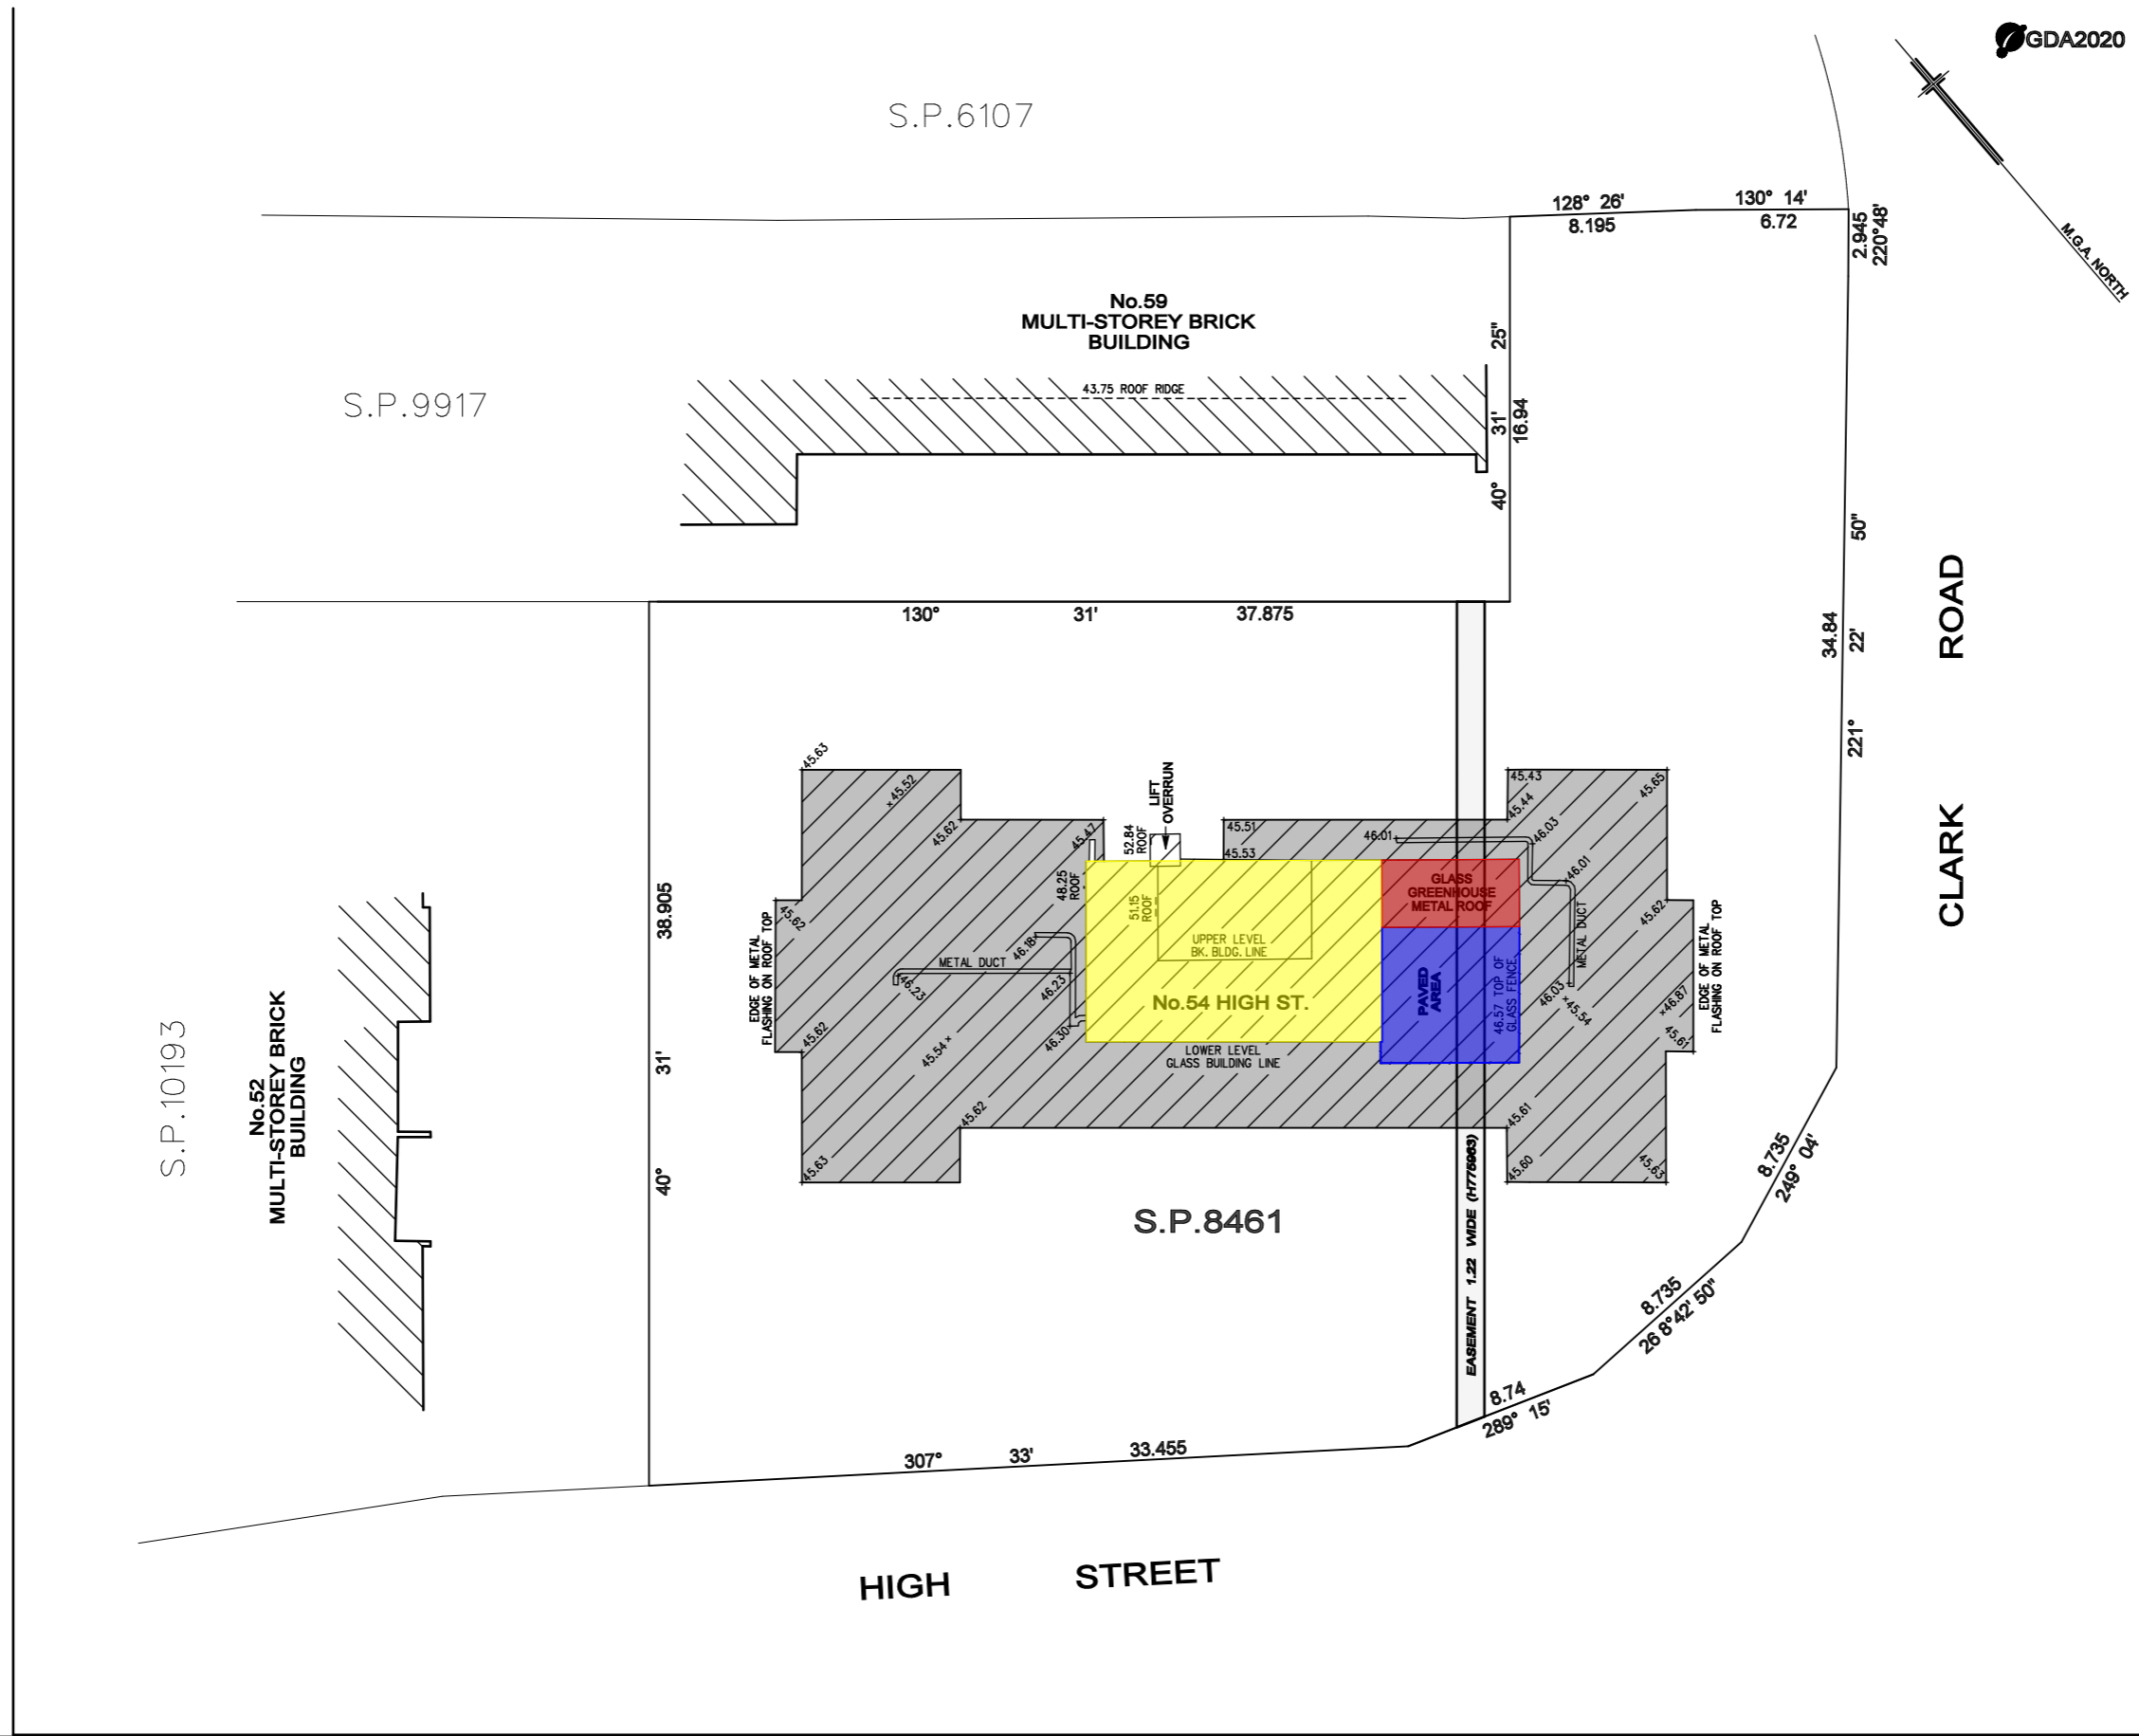 GDA2020
M.G.A. NORTH
S.P.6107
128° 26'
8.195
130° 14'
6.72
2.945
220°48'
No.59
MULTI-STOREY BRICK
BUILDING
43.75 ROOF RIDGE
S.P.9917
40° 31' 25"
16.94
130° 31' 37.875
221° 22' 50"
34.84
CLARK ROAD
45.63
45.52
45.62
45.47
52.84
ROOF
LIFT
OVERRUN
45.51
45.53
45.43
45.44
45.65
46.01
46.03
46.01
48.25
ROOF
51.15
ROOF
GLASS
GREENHOUSE
METAL ROOF
45.62
45.62
EDGE OF METAL
FLASHING ON ROOF TOP
METAL DUCT
46.18
46.23
46.23
46.30
UPPER LEVEL
BK. BLDG. LINE
No.54 HIGH ST.
PAVED
AREA
46.57 TOP OF
GLASS FENCE
METAL DUCT
46.03
45.54
46.87
45.61
EDGE OF METAL
FLASHING ON ROOF TOP
45.62
45.54
LOWER LEVEL
GLASS BUILDING LINE
45.62
45.61
45.63
45.60
45.63
40° 31' 38.905
S.P.10193
No.52
MULTI-STOREY BRICK
BUILDING
S.P.8461
EASEMENT 1.22 WIDE (H775963)
8.735
249° 04'
8.735
26 8°42' 50"
8.74
289° 15'
307° 33' 33.455
HIGH STREET